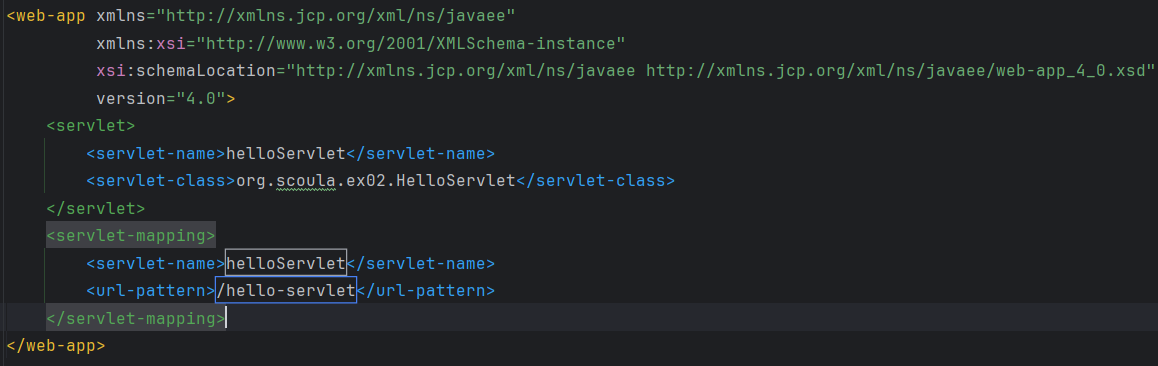 <web-app xmlns="http://xmlns.jcp.org/xml/ns/javaee"
xmlns:xsi="http://www.w3.org/2001/XMLSchema-instance"
xsi:schemaLocation="http://xmlns.jcp.org/xml/ns/javaee http://xmlns.jcp.org/xml/ns/javaee/web-app_4_0.xsd"
version="4.0">
<servlet>
<servlet-name>helloServlet</servlet-name>
<servlet-class>org.scoula.ex02.HelloServlet</servlet-class>
</servlet>
<servlet-mapping>
<servlet-name>helloServlet</servlet-name>
<url-pattern>/hello-servlet</url-pattern>
</servlet-mapping>
</web-app>